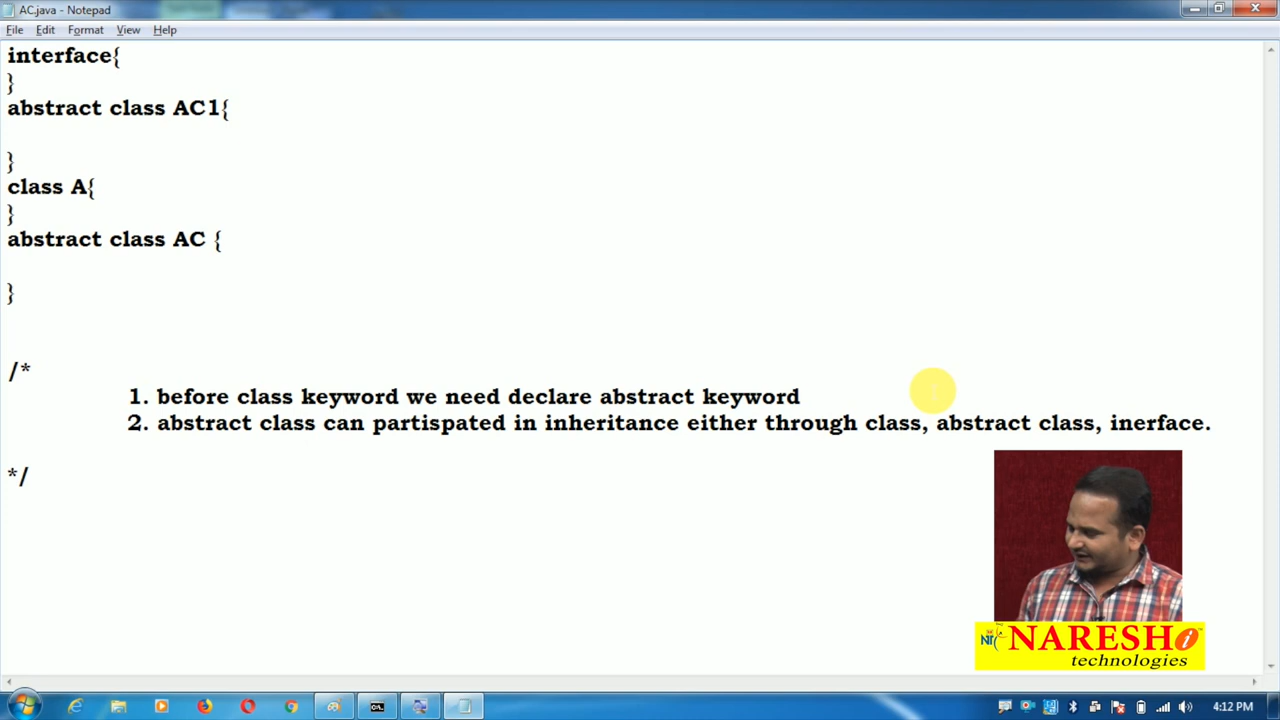 AC.java - Notepad
File Edit Format View Help
interface{
}
abstract class AC1{
}
class A{
}
abstract class AC {
}
/*
1. before class keyword we need declare abstract keyword
2. abstract class can partispated in inheritance either through class, abstract class, inerface.
*/
NARESH i
technologies
4:12 PM